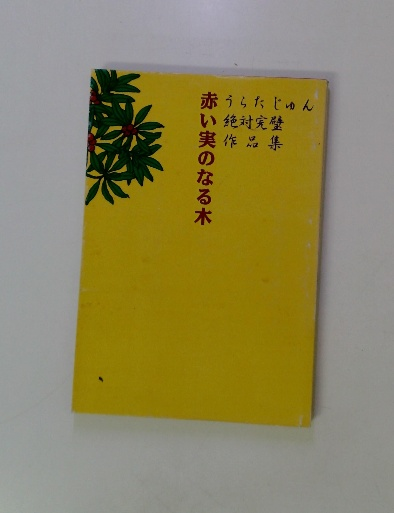 うらたじゅん
絶対完璧
作品集
赤い実のなる木